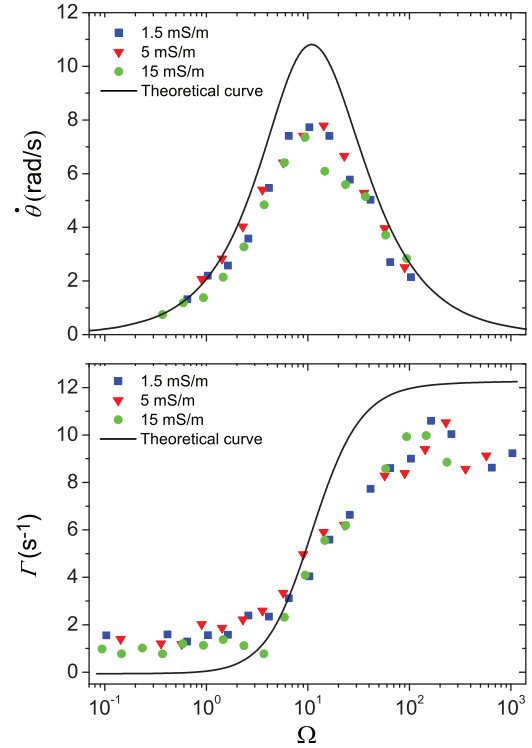 12
10
8
6
4
2
0
θ̇ (rad/s)
1.5 mS/m
5 mS/m
15 mS/m
Theoretical curve
12
10
8
6
4
2
0
Γ (s⁻¹)
1.5 mS/m
5 mS/m
15 mS/m
Theoretical curve
10⁻¹ 10⁰ 10¹ 10² 10³
Ω